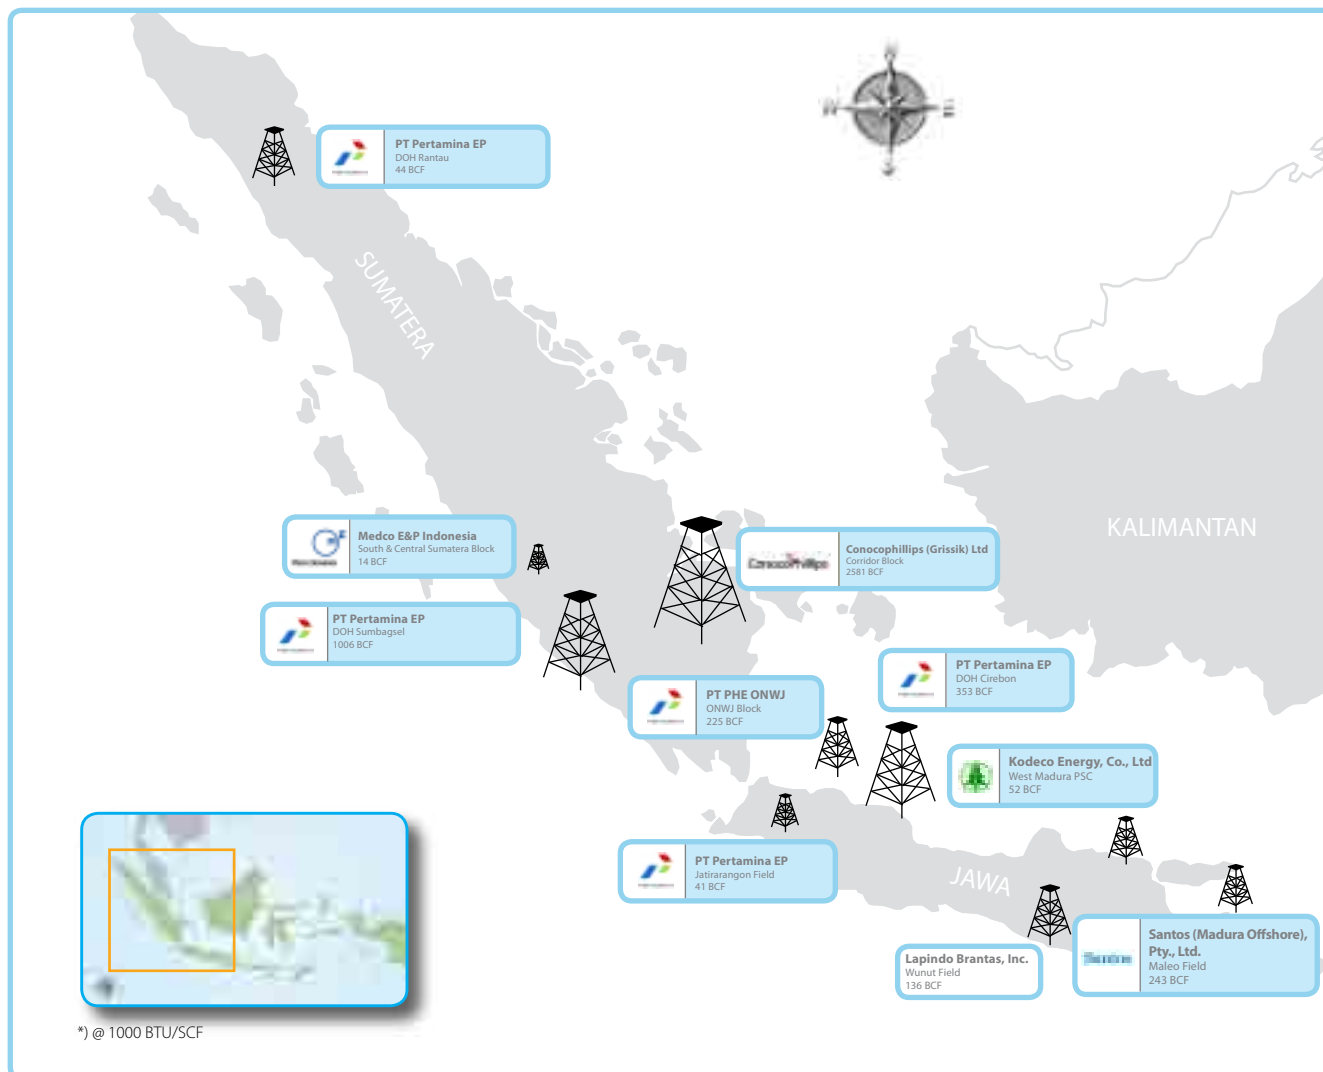 PT Pertamina EP
DOH Rantau
44 BCF
SUMATERA
Medco E&P Indonesia
South & Central Sumatera Block
14 BCF
Conocophillips (Grissik) Ltd
Corridor Block
2581 BCF
ConocoPhillips
KALIMANTAN
PT Pertamina EP
DOH Sumbagsel
1006 BCF
PT Pertamina EP
DOH Cirebon
353 BCF
PT PHE ONWJ
ONWJ Block
225 BCF
Kodeco Energy, Co., Ltd
West Madura PSC
52 BCF
PT Pertamina EP
Jatirarangon Field
41 BCF
JAWA
Lapindo Brantas, Inc.
Wunut Field
136 BCF
Santos
Santos (Madura Offshore),
Pty., Ltd.
Maleo Field
243 BCF
*) @ 1000 BTU/SCF